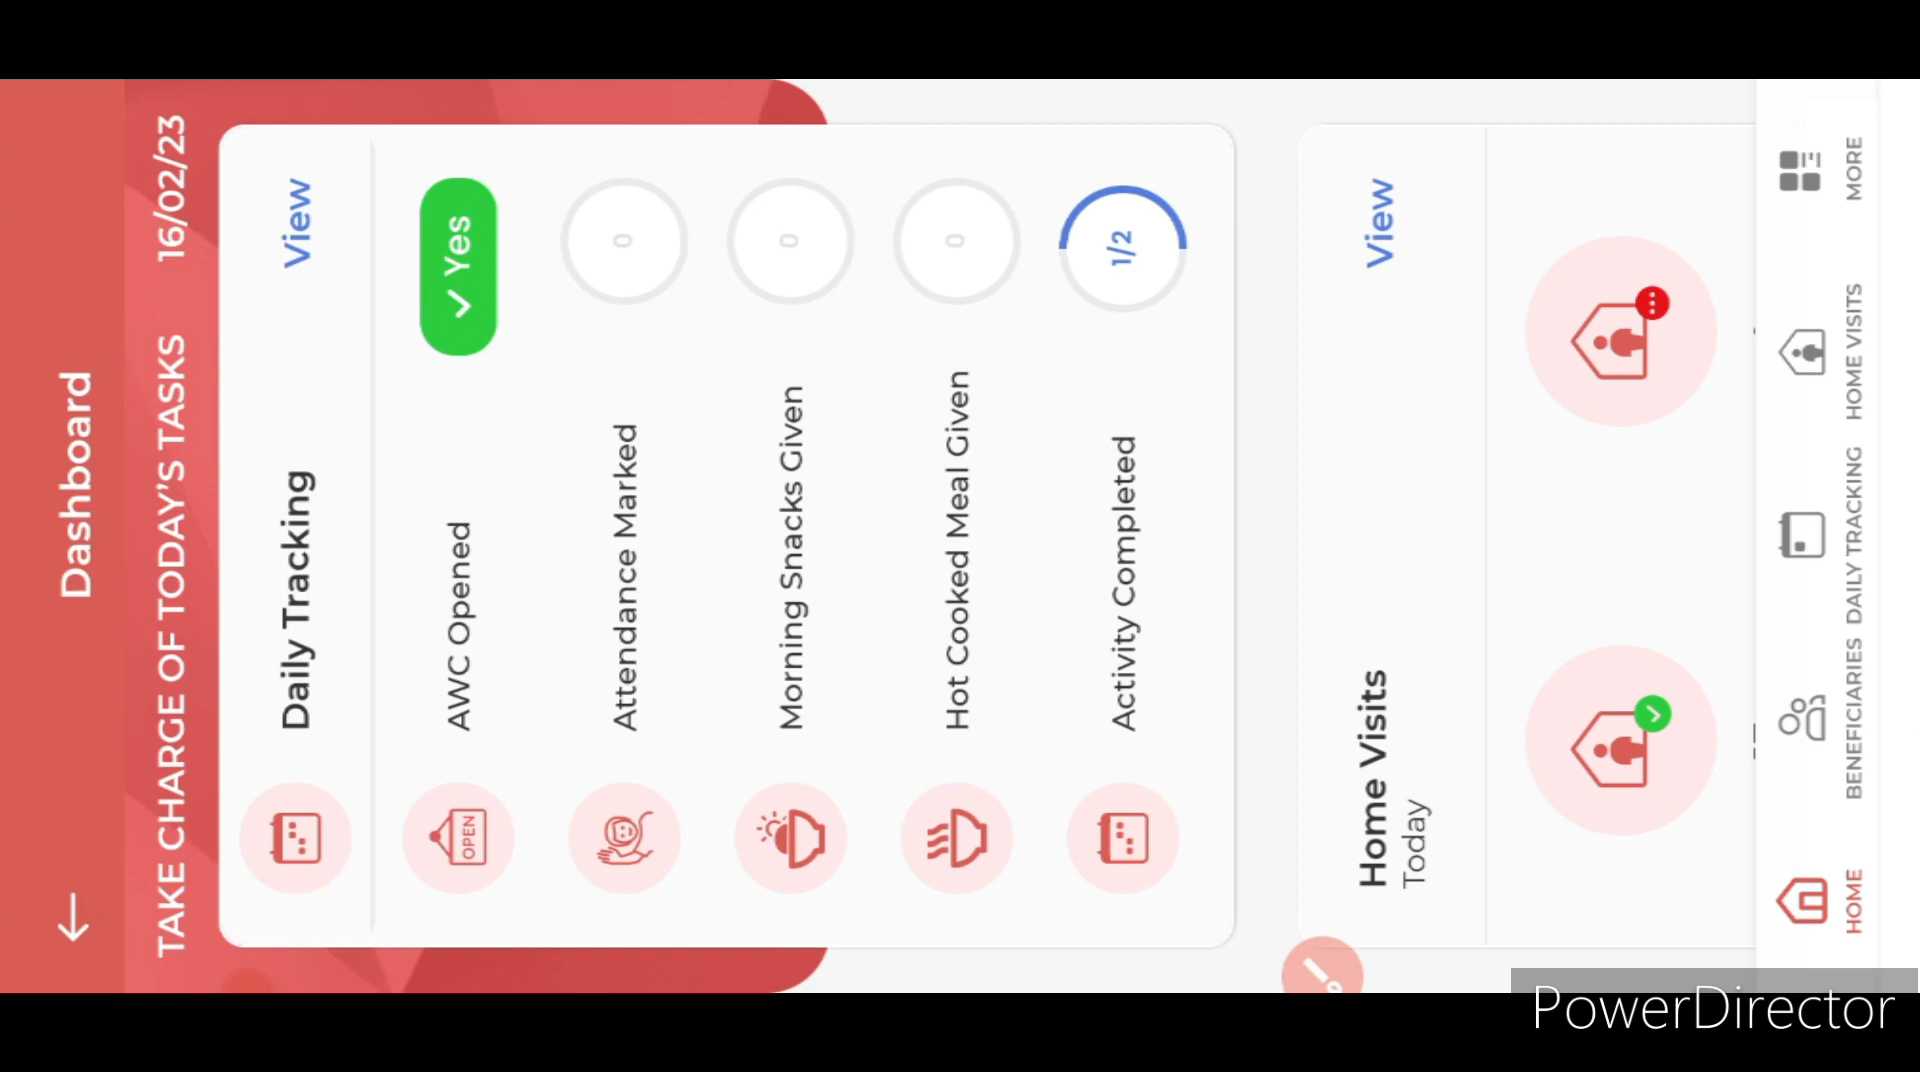 Dashboard
TAKE CHARGE OF TODAY'S TASKS 16/02/23
Daily Tracking View
OPEN AWC Opened Yes
Attendance Marked 0
Morning Snacks Given 0
Hot Cooked Meal Given 0
Activity Completed 1/2
Home Visits View
Today
HOME BENEFICIARIES DAILY TRACKING HOME VISITS MORE
PowerDirector